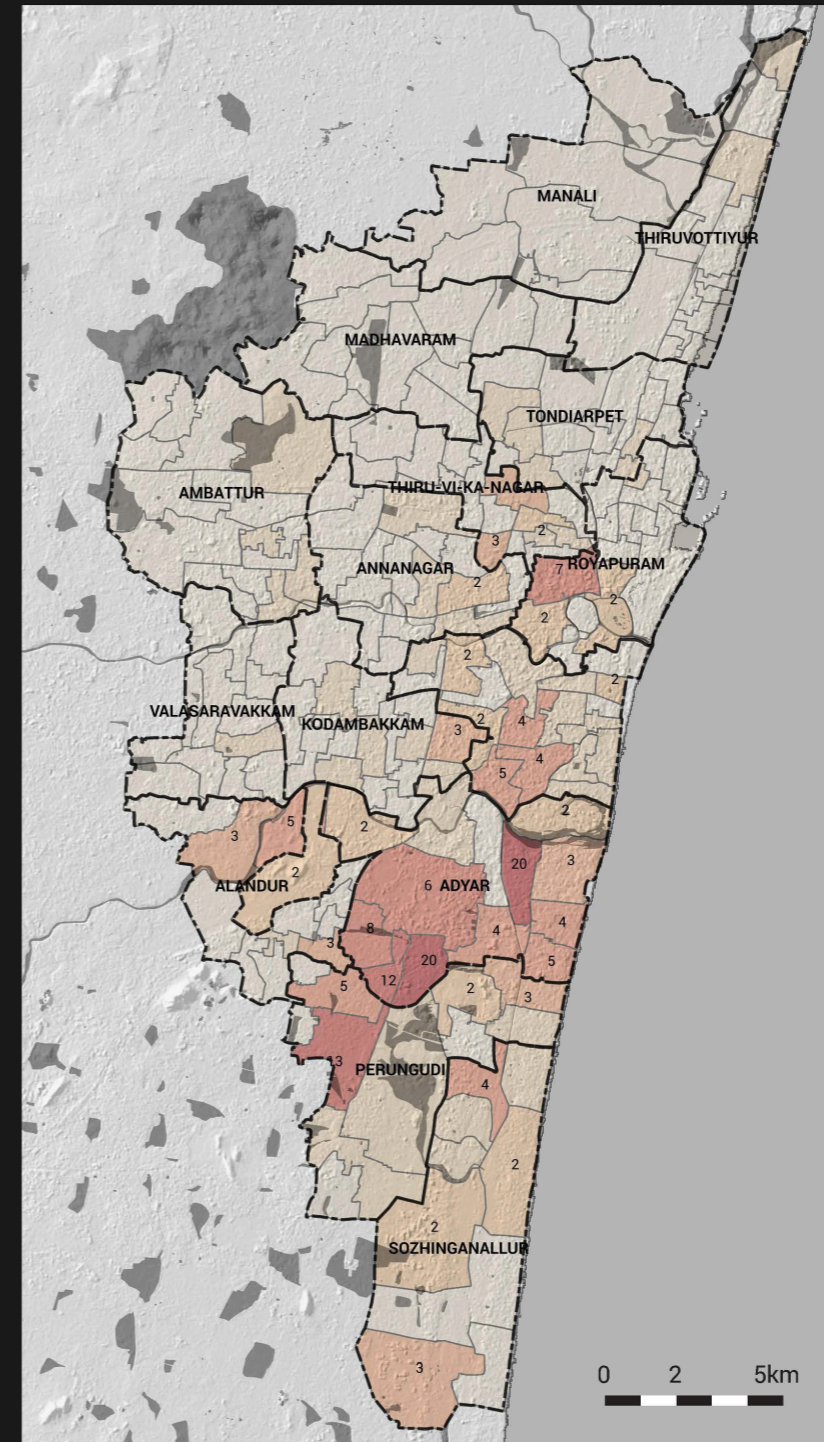 MANALI
THIRUVOTTIYUR
MADHAVARAM
TONDIARPET
THIRU-VI-KA-NAGAR
AMBATTUR
2
3
ROYAPURAM
7
ANNANAGAR
2
2
2
2
2
VALASARAVAKKAM
2
4
KODAMBAKKAM
3
4
5
2
5
2
3
3
20
2
ALANDUR
6 ADYAR
4
8
4
3
20
5
12
5
2
3
13
PERUNGUDI
4
2
2
SOZHINGANALLUR
3
0 2 5km